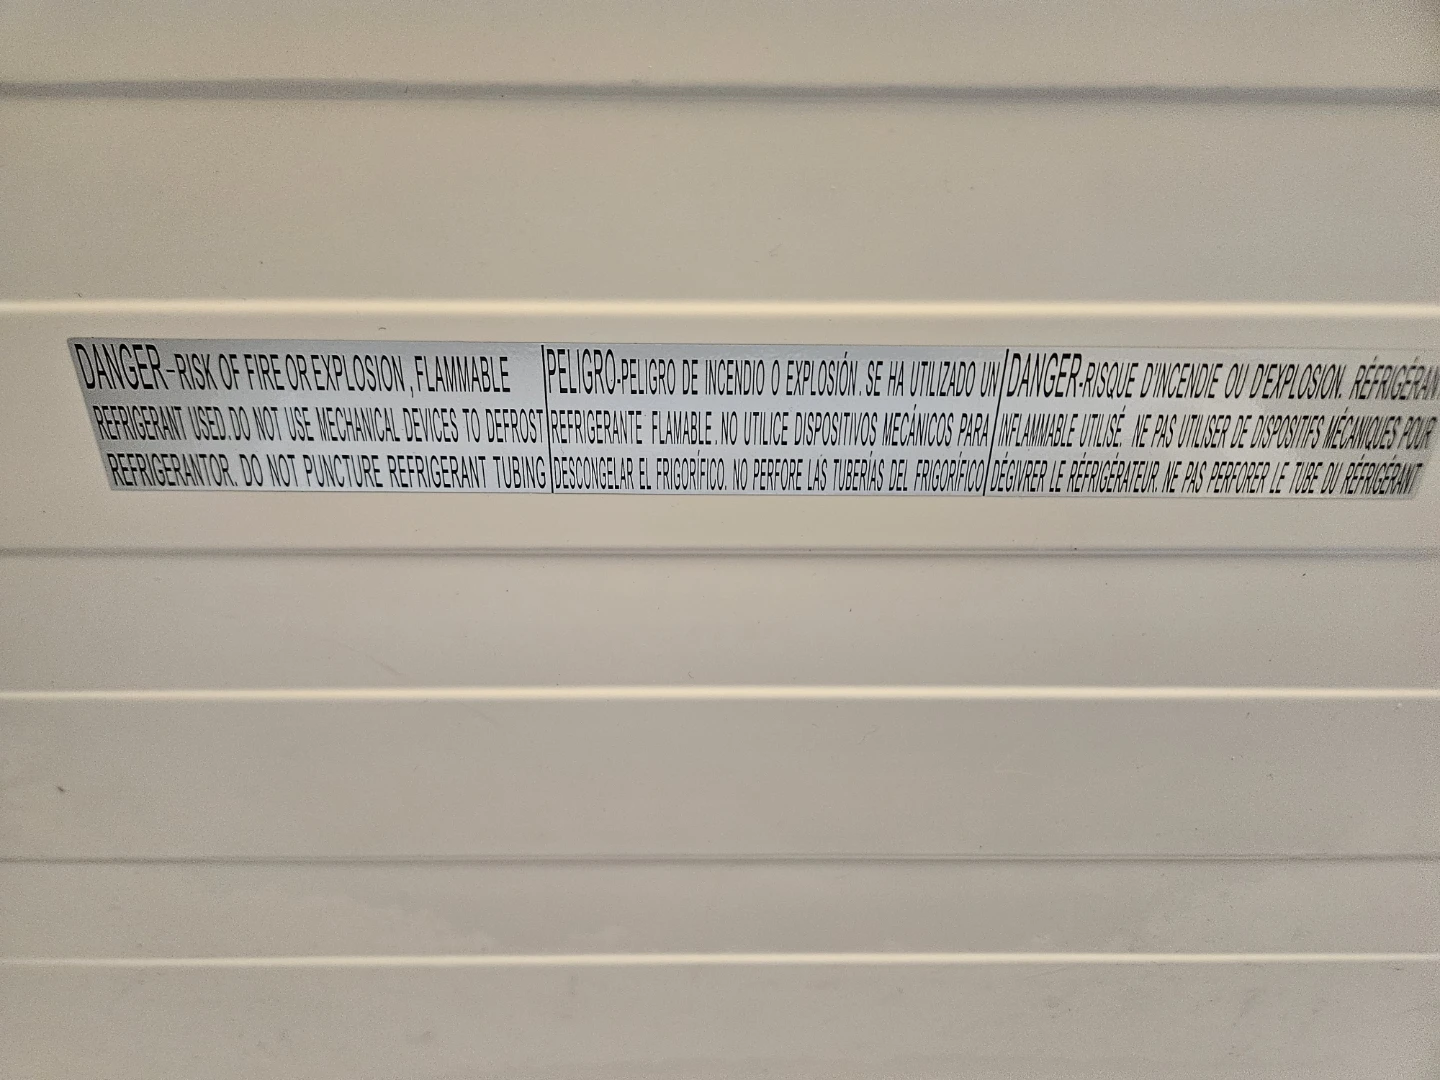 DANGER-RISK OF FIRE OR EXPLOSION, FLAMMABLE
REFRIGERANT USED.DO NOT USE MECHANICAL DEVICES TO DEFROST
REFRIGERANTOR. DO NOT PUNCTURE REFRIGERANT TUBING
PELIGRO-PELIGRO DE INCENDIO O EXPLOSIÓN. SE HA UTILIZADO UN
REFRIGERANTE FLAMABLE. NO UTILICE DISPOSITIVOS MECÁNICOS PARA
DESCONGELAR EL FRIGORÍFICO. NO PERFORE LAS TUBERÍAS DEL FRIGORÍFICO
DANGER-RISQUE D'INCENDIE OU D'EXPLOSION. RÉFRIGÉRANT
INFLAMMABLE UTILISÉ. NE PAS UTILISER DE DISPOSITIFS MÉCANIQUES POUR
DÉGIVRER LE RÉFRIGÉRATEUR. NE PAS PERFORER LE TUBE DU RÉFRIGÉRANT